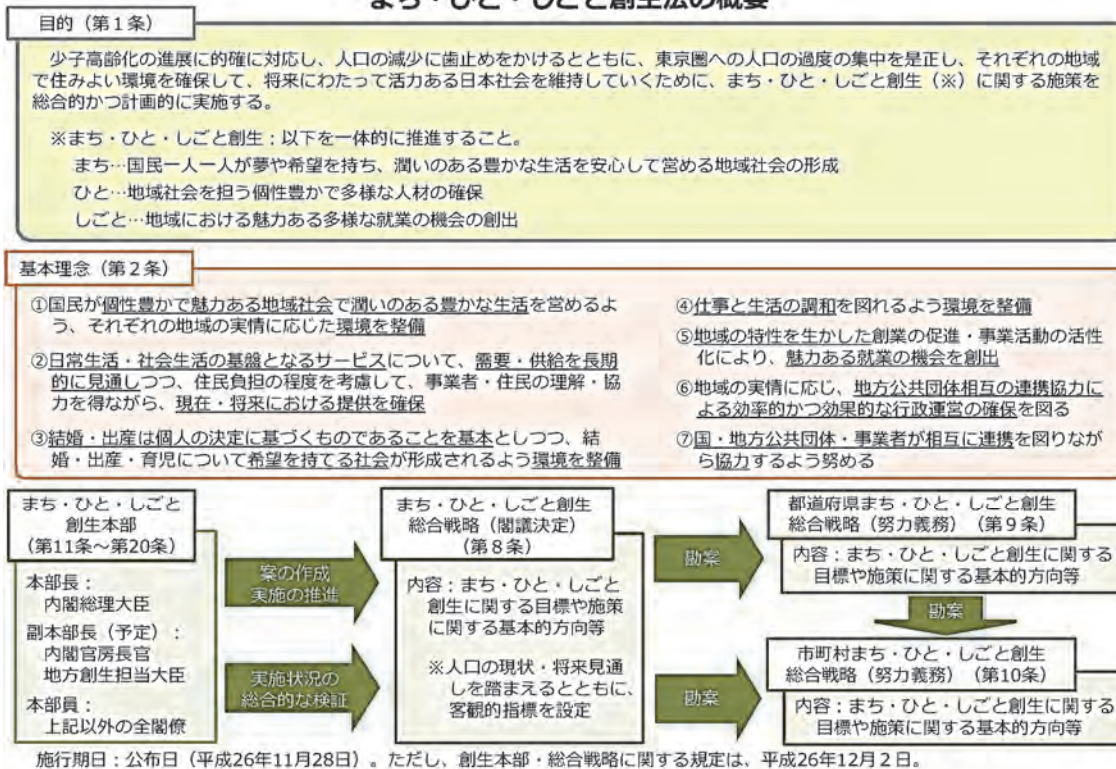 まち・ひと・しごと創生法の概要
目的（第１条）
少子高齢化の進展に的確に対応し、人口の減少に歯止めをかけるとともに、東京圏への人口の過度の集中を是正し、それぞれの地域
で住みよい環境を確保して、将来にわたって活力ある日本社会を維持していくために、まち・ひと・しごと創生（※）に関する施策を
総合的かつ計画的に実施する。
※まち・ひと・しごと創生：以下を一体的に推進すること。
まち…国民一人一人が夢や希望を持ち、潤いのある豊かな生活を安心して営める地域社会の形成
ひと…地域社会を担う個性豊かで多様な人材の確保
しごと…地域における魅力ある多様な就業の機会の創出
基本理念（第２条）
①国民が個性豊かで魅力ある地域社会で潤いのある豊かな生活を営めるよ
う、それぞれの地域の実情に応じた環境を整備
②日常生活・社会生活の基盤となるサービスについて、需要・供給を長期
的に見通しつつ、住民負担の程度を考慮して、事業者・住民の理解・協
力を得ながら、現在・将来における提供を確保
③結婚・出産は個人の決定に基づくものであることを基本としつつ、結
婚・出産・育児について希望を持てる社会が形成されるよう環境を整備
④仕事と生活の調和を図れるよう環境を整備
⑤地域の特性を生かした創業の促進・事業活動の活性
化により、魅力ある就業の機会を創出
⑥地域の実情に応じ、地方公共団体相互の連携協力に
よる効率的かつ効果的な行政運営の確保を図る
⑦国・地方公共団体・事業者が相互に連携を図りなが
ら協力するよう努める
まち・ひと・しごと
創生本部
（第11条～第20条）
本部長：
内閣総理大臣
副本部長（予定）：
内閣官房長官
地方創生担当大臣
本部員：
上記以外の全閣僚
案の作成
実施の推進
実施状況の
総合的な検証
まち・ひと・しごと創生
総合戦略（閣議決定）
（第８条）
内容：まち・ひと・しごと
創生に関する目標や施策
に関する基本的方向等
※人口の現状・将来見通
しを踏まえるとともに、
客観的指標を設定
勘案
勘案
都道府県まち・ひと・しごと創生
総合戦略（努力義務）（第９条）
内容：まち・ひと・しごと創生に関する
目標や施策に関する基本的方向等
勘案
市町村まち・ひと・しごと創生
総合戦略（努力義務）（第10条）
内容：まち・ひと・しごと創生に関する
目標や施策に関する基本的方向等
施行期日：公布日（平成26年11月28日）。ただし、創生本部・総合戦略に関する規定は、平成26年12月２日。